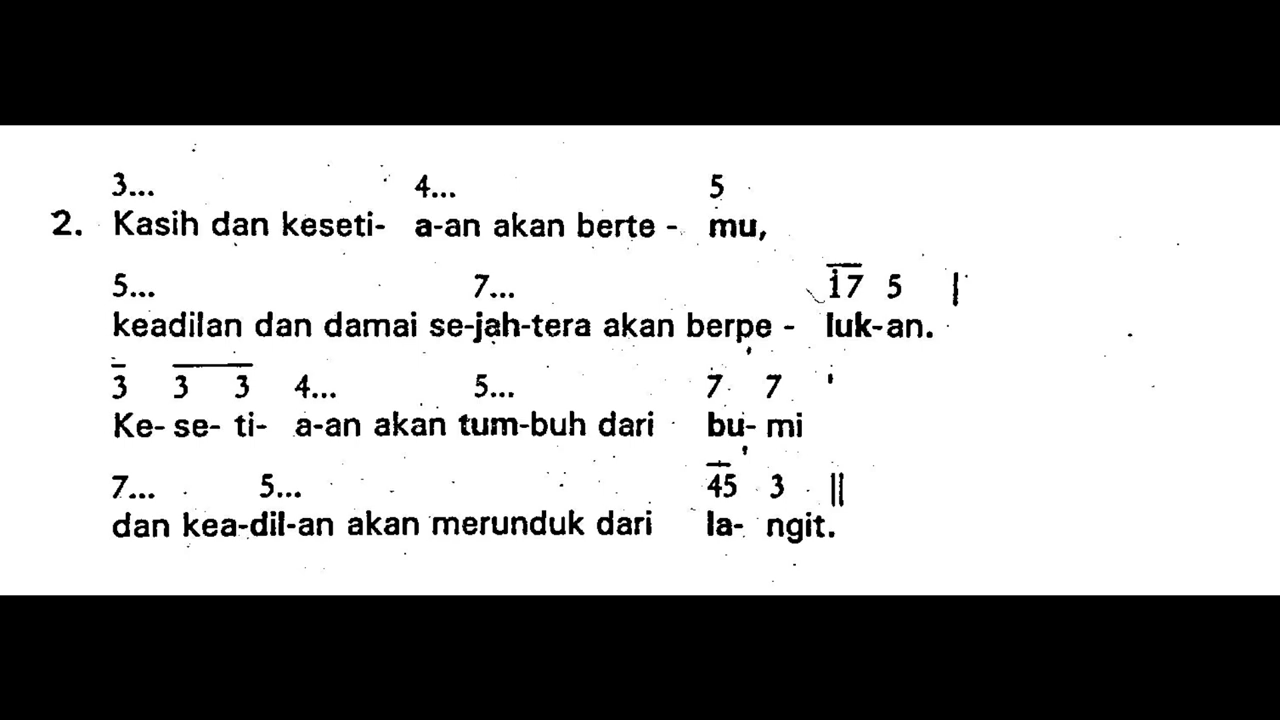 3... 4... 5
2. Kasih dan keseti- a-an akan berte - mu,
5... 7... 17 5 |
keadilan dan damai se-jah-tera akan berpe - luk-an.
3 3 3 4... 5... 7 7 '
Ke- se- ti- a-an akan tum-buh dari bu- mi
7... 5... 45 3 ||
dan kea-dil-an akan merunduk dari la- ngit.